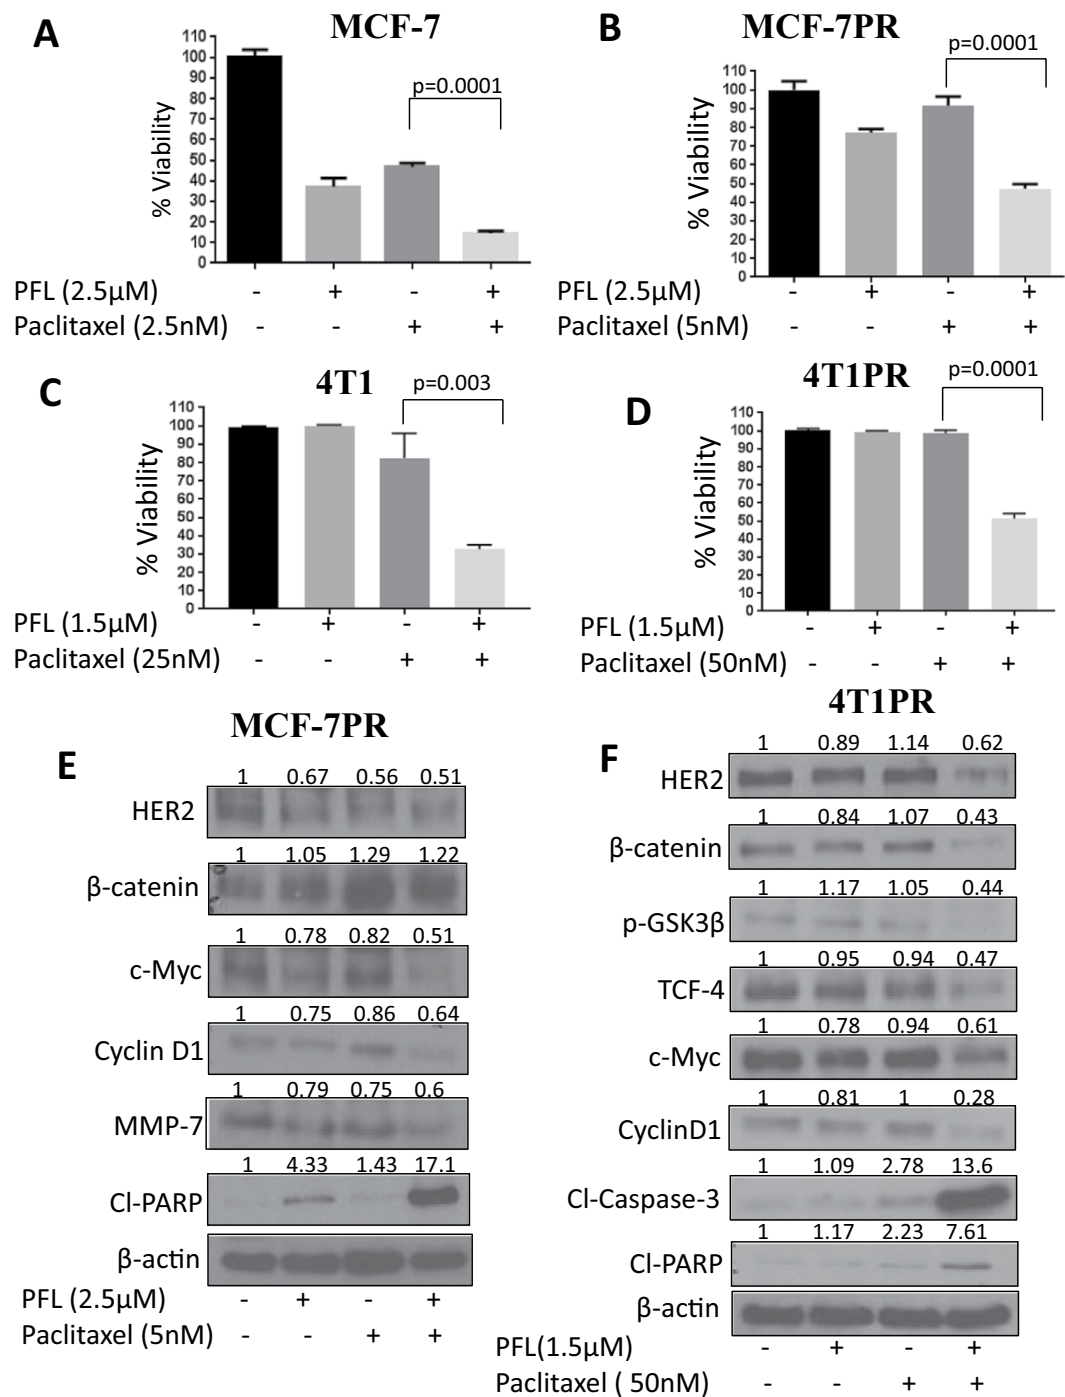 A
MCF-7
110
100
90
80
70
60
50
40
30
20
10
0
% Viability
p=0.0001
PFL (2.5µM) - + - +
Paclitaxel (2.5nM) - - + +
B
MCF-7PR
110
100
90
80
70
60
50
40
30
20
10
0
% Viability
p=0.0001
PFL (2.5µM) - + - +
Paclitaxel (5nM) - - + +
C
4T1
110
100
90
80
70
60
50
40
30
20
10
0
% Viability
p=0.003
PFL (1.5µM) - + - +
Paclitaxel (25nM) - - + +
D
4T1PR
110
100
90
80
70
60
50
40
30
20
10
0
% Viability
p=0.0001
PFL (1.5µM) - + - +
Paclitaxel (50nM) - - + +
E
MCF-7PR
1 0.67 0.56 0.51
HER2
1 1.05 1.29 1.22
β-catenin
1 0.78 0.82 0.51
c-Myc
1 0.75 0.86 0.64
Cyclin D1
1 0.79 0.75 0.6
MMP-7
1 4.33 1.43 17.1
Cl-PARP
β-actin
PFL (2.5µM) - + - +
Paclitaxel (5nM) - - + +
F
4T1PR
1 0.89 1.14 0.62
HER2
1 0.84 1.07 0.43
β-catenin
1 1.17 1.05 0.44
p-GSK3β
1 0.95 0.94 0.47
TCF-4
1 0.78 0.94 0.61
c-Myc
1 0.81 1 0.28
CyclinD1
1 1.09 2.78 13.6
Cl-Caspase-3
1 1.17 2.23 7.61
Cl-PARP
β-actin
PFL(1.5µM) - + - +
Paclitaxel ( 50nM) - - + +